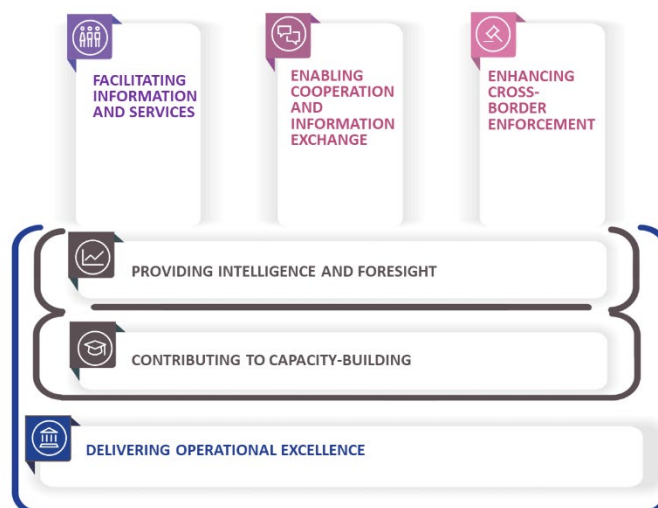 FACILITATING
INFORMATION
AND SERVICES
ENABLING
COOPERATION
AND
INFORMATION
EXCHANGE
ENHANCING
CROSS-
BORDER
ENFORCEMENT
PROVIDING INTELLIGENCE AND FORESIGHT
CONTRIBUTING TO CAPACITY-BUILDING
DELIVERING OPERATIONAL EXCELLENCE